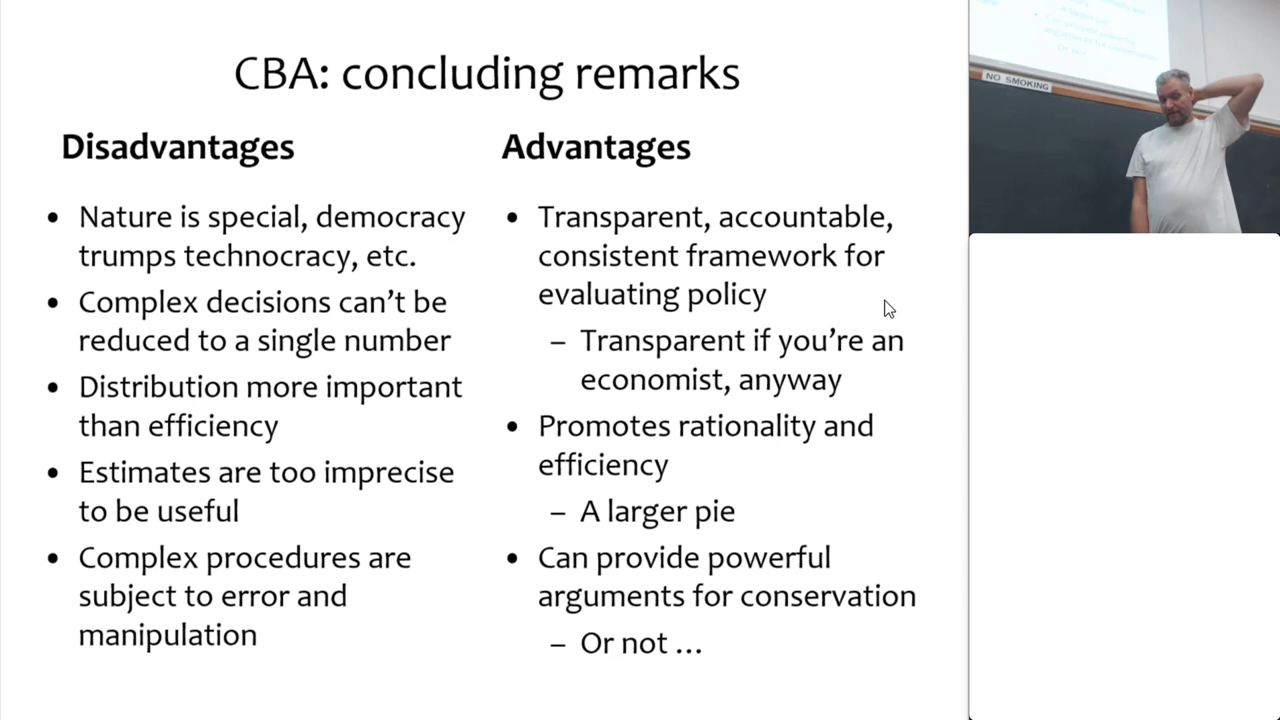 CBA: concluding remarks
Disadvantages
• Nature is special, democracy
trumps technocracy, etc.
• Complex decisions can’t be
reduced to a single number
• Distribution more important
than efficiency
• Estimates are too imprecise
to be useful
• Complex procedures are
subject to error and
manipulation
Advantages
• Transparent, accountable,
consistent framework for
evaluating policy
– Transparent if you’re an
economist, anyway
• Promotes rationality and
efficiency
– A larger pie
• Can provide powerful
arguments for conservation
– Or not …
NO SMOKING